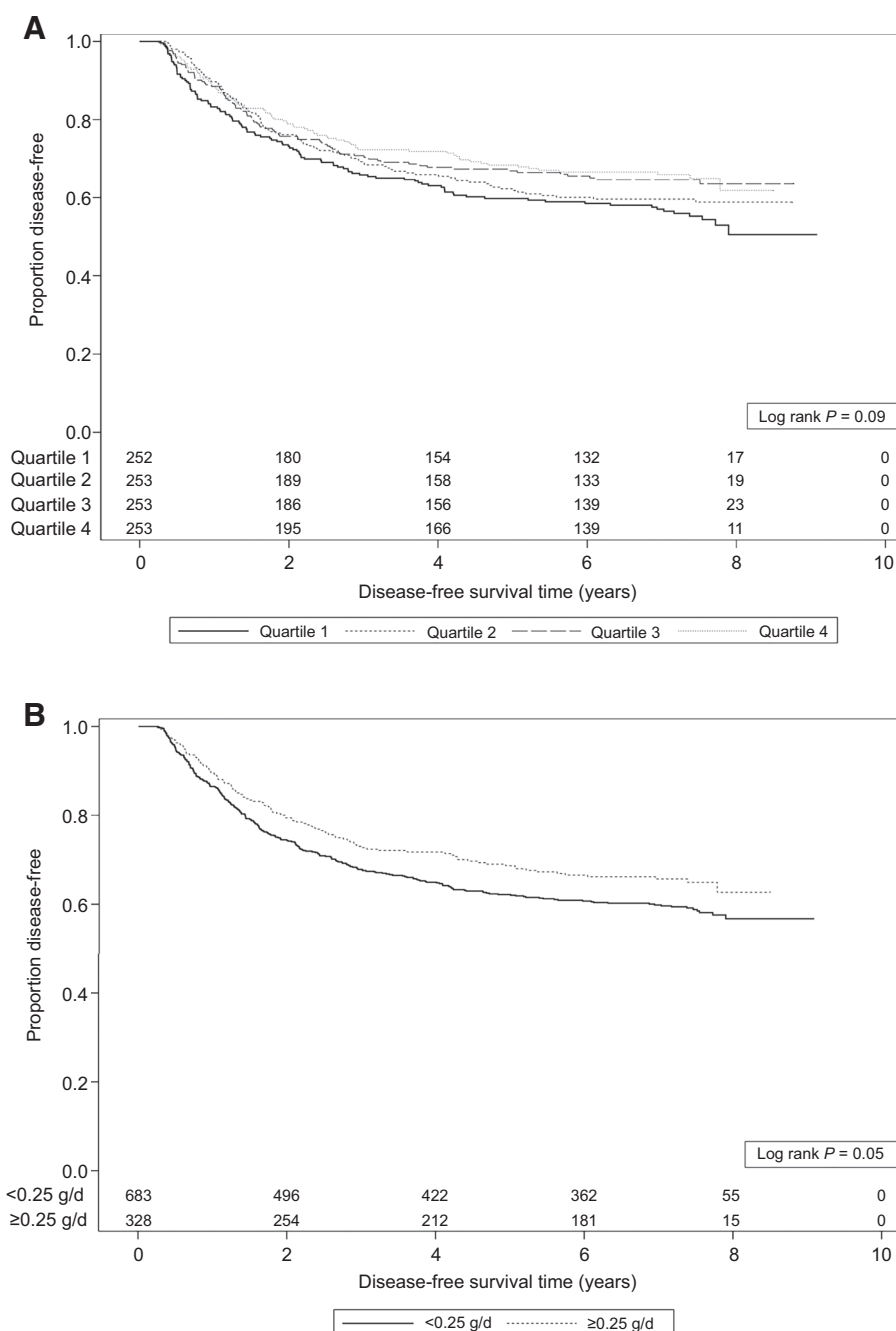 A
Proportion disease-free
1.0
0.8
0.6
0.4
0.2
0.0
Log rank P = 0.09
Quartile 1 252 180 154 132 17 0
Quartile 2 253 189 158 133 19 0
Quartile 3 253 186 156 139 23 0
Quartile 4 253 195 166 139 11 0
0 2 4 6 8 10
Disease-free survival time (years)
Quartile 1 Quartile 2 Quartile 3 Quartile 4
B
Proportion disease-free
1.0
0.8
0.6
0.4
0.2
0.0
Log rank P = 0.05
<0.25 g/d 683 496 422 362 55 0
≥0.25 g/d 328 254 212 181 15 0
0 2 4 6 8 10
Disease-free survival time (years)
<0.25 g/d ≥0.25 g/d